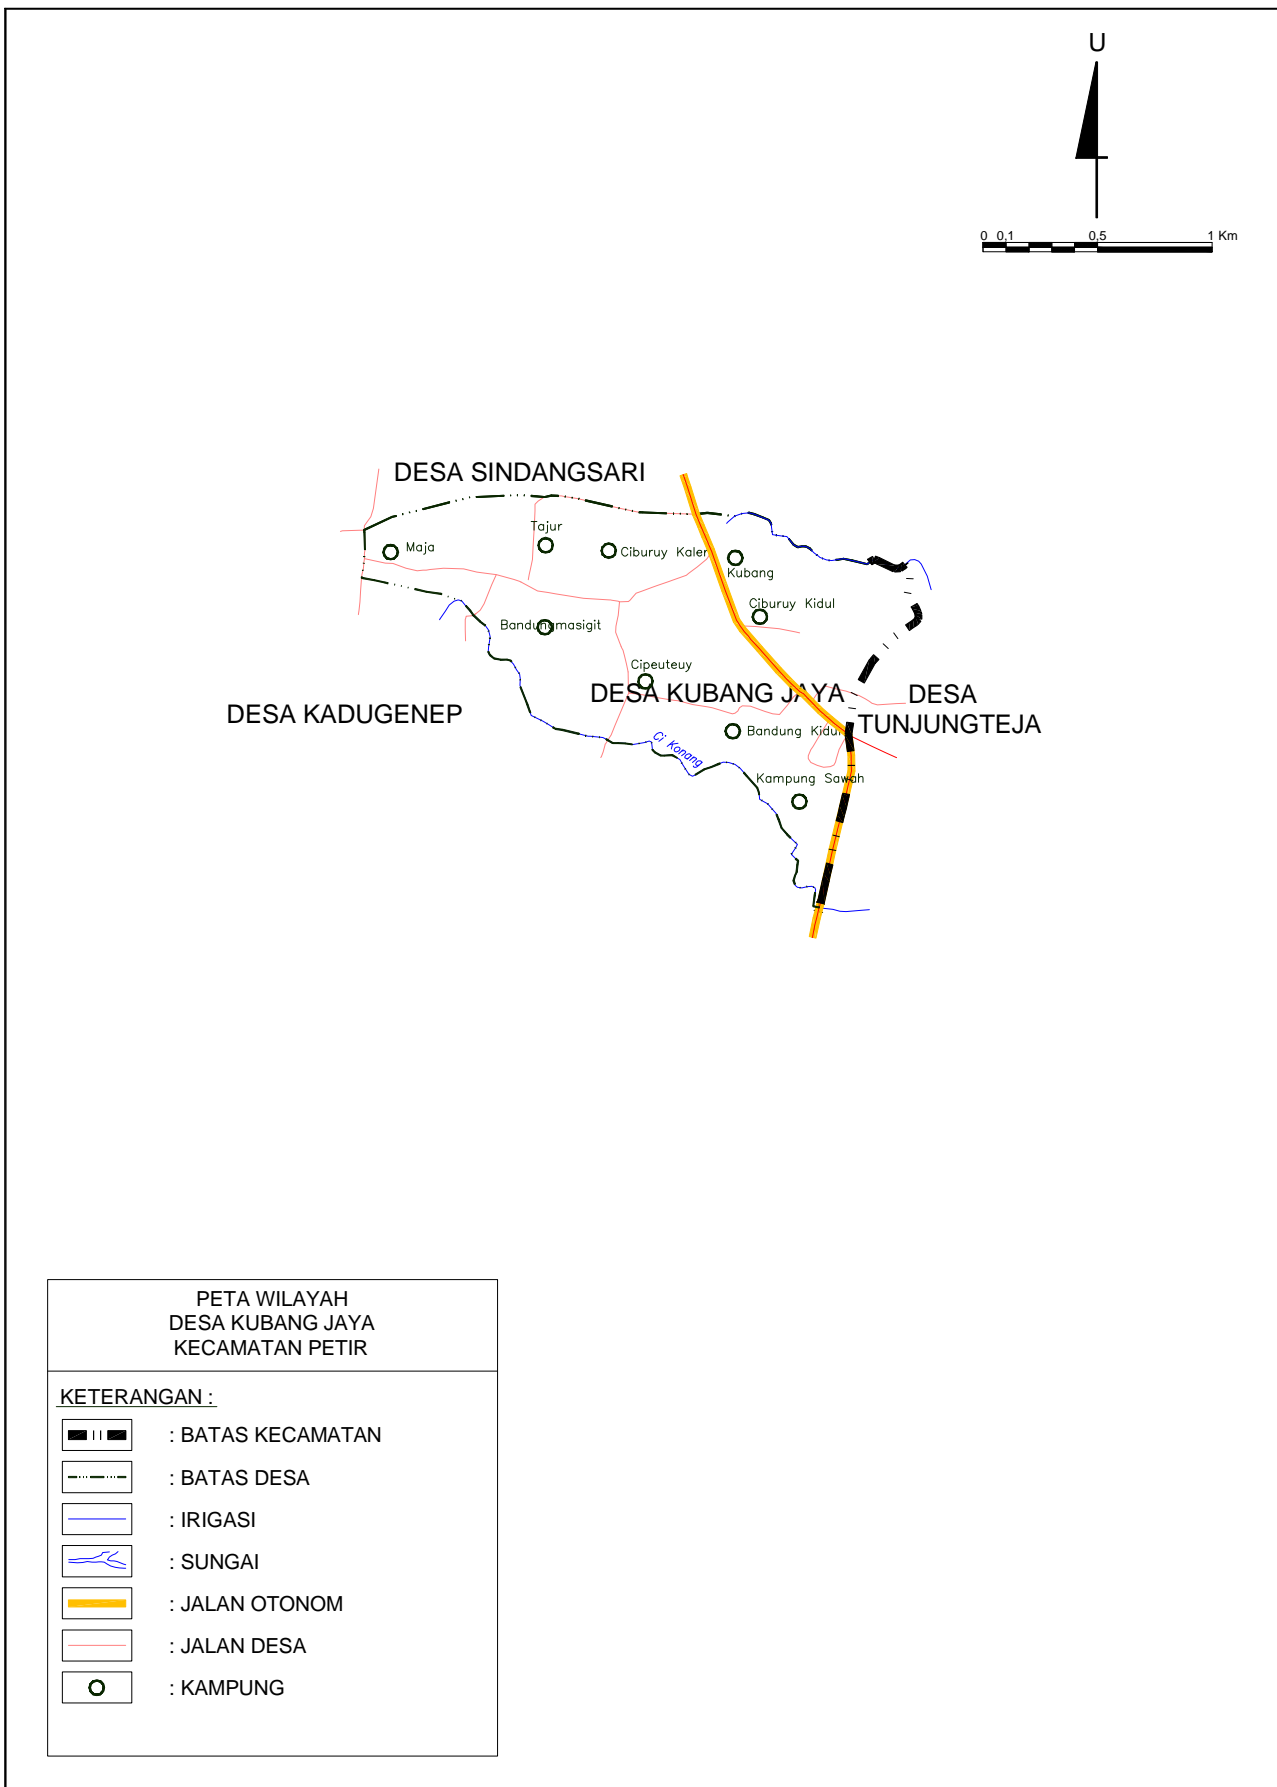 U
0 0,1 0,5 1 Km
DESA SINDANGSARI
Tajur
Maja
Ciburuy Kaler
Kubang
Ciburuy Kidul
Bandungmasigit
Cipeuteuy
DESA KUBANG JAYA
DESA
TUNJUNGTEJA
DESA KADUGENEP
Bandung Kidul
Ci Konang
Kampung Sawah
PETA WILAYAH
DESA KUBANG JAYA
KECAMATAN PETIR
KETERANGAN :
: BATAS KECAMATAN
: BATAS DESA
: IRIGASI
: SUNGAI
: JALAN OTONOM
: JALAN DESA
: KAMPUNG